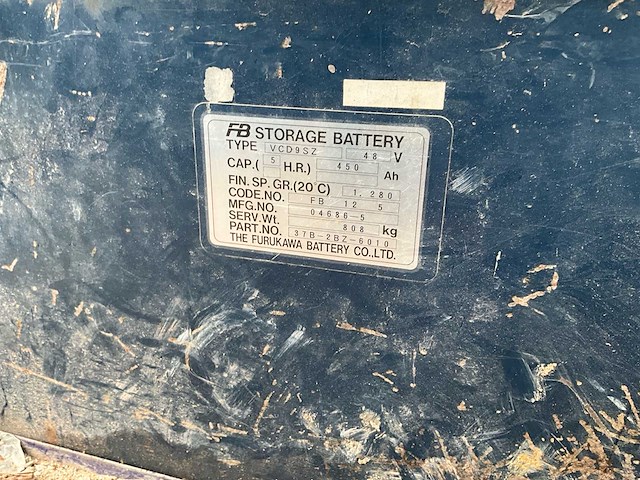 FB STORAGE BATTERY
TYPE VCD9SZ 48 V
CAP.( 5 H.R.) 450 Ah
FIN. SP. GR.(20°C) 1.280
CODE.NO. FB 12 5
MFG.NO. 04686-5
SERV.Wt. 808 kg
PART.NO. 37B-2BZ-6010
THE FURUKAWA BATTERY CO.,LTD.